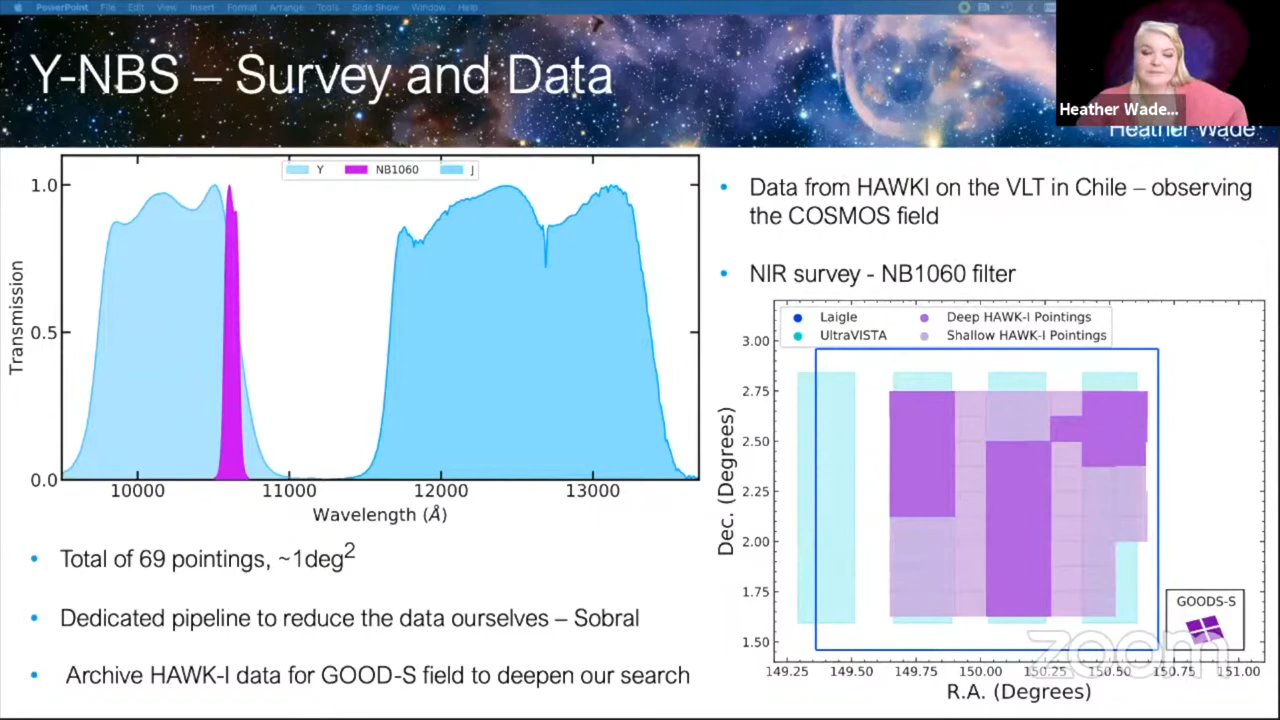 PowerPoint File Edit View Insert Format Arrange Tools Slide Show Window Help
Y-NBS – Survey and Data
Heather Wade...
Heather Wade
Y NB1060 J
1.0
0.5
0.0
Transmission
10000 11000 12000 13000
Wavelength (Å)
• Data from HAWKI on the VLT in Chile – observing
the COSMOS field
• NIR survey - NB1060 filter
Laigle Deep HAWK-I Pointings
UltraVISTA Shallow HAWK-I Pointings
3.00
2.75
2.50
2.25
2.00
1.75
1.50
Dec. (Degrees)
GOODS-S
149.25 149.50 149.75 150.00 150.25 150.50 150.75 151.00
R.A. (Degrees)
zoom
• Total of 69 pointings, ~1deg²
• Dedicated pipeline to reduce the data ourselves – Sobral
• Archive HAWK-I data for GOOD-S field to deepen our search